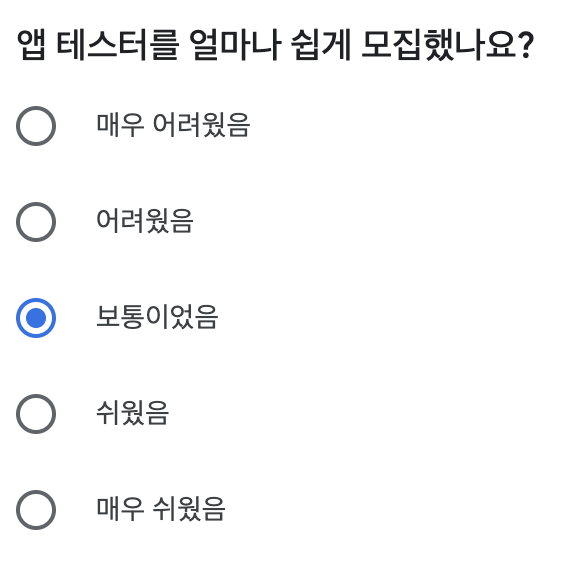 앱 테스터를 얼마나 쉽게 모집했나요?
매우 어려웠음
어려웠음
보통이었음
쉬웠음
매우 쉬웠음